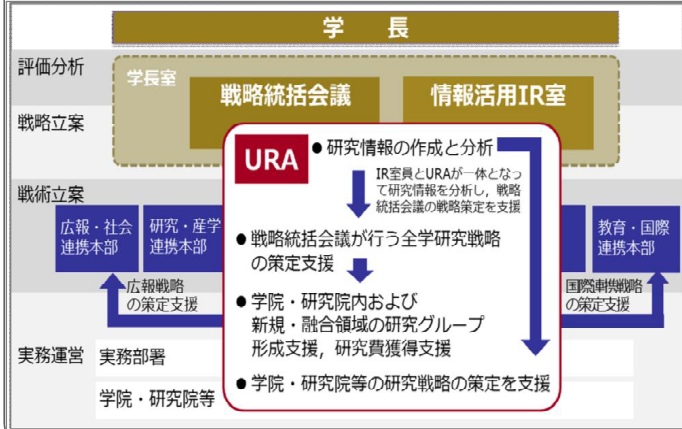 学　長
評価分析
学長室
戦略統括会議
情報活用IR室
戦略立案
URA
●研究情報の作成と分析
IR室員とURAが一体となっ
て研究情報を分析し，戦略
統括会議の戦略策定を支援
戦術立案
広報・社会
連携本部
研究・産学
連携本部
教育・国際
連携本部
●戦略統括会議が行う全学研究戦略
の策定支援
広報戦略
の策定支援
国際連携戦略
の策定支援
●学院・研究院内および
新規・融合領域の研究グループ
形成支援，研究費獲得支援
実務運営
実務部署
●学院・研究院等の研究戦略の策定を支援
学院・研究院等